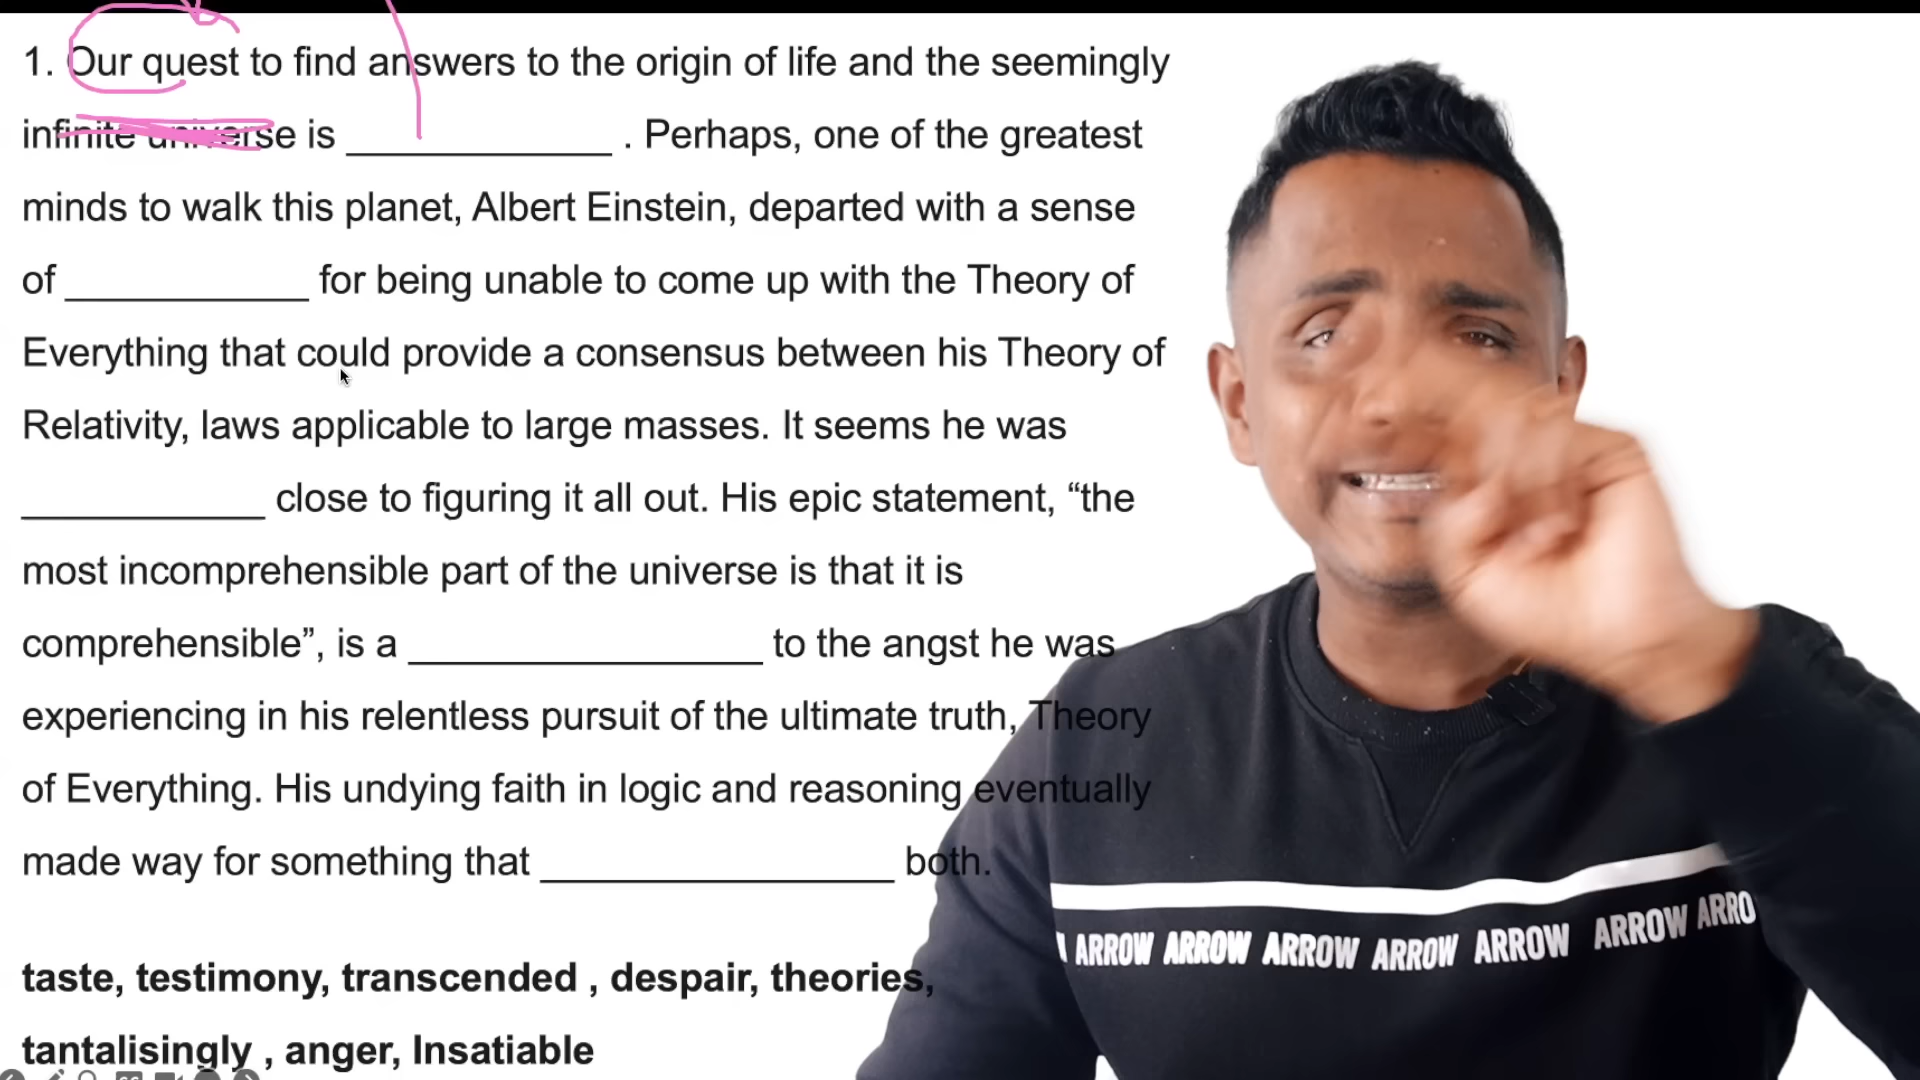 1. Our quest to find answers to the origin of life and the seemingly
infinite universe is _____________ . Perhaps, one of the greatest
minds to walk this planet, Albert Einstein, departed with a sense
of ____________ for being unable to come up with the Theory of
Everything that could provide a consensus between his Theory of
Relativity, laws applicable to large masses. It seems he was
____________ close to figuring it all out. His epic statement, “the
most incomprehensible part of the universe is that it is
comprehensible”, is a _________________ to the angst he was
experiencing in his relentless pursuit of the ultimate truth, Theory
of Everything. His undying faith in logic and reasoning eventually
made way for something that _________________ both.
taste, testimony, transcended , despair, theories,
tantalisingly , anger, Insatiable
ARROW ARROW ARROW ARROW ARROW ARROW ARRO